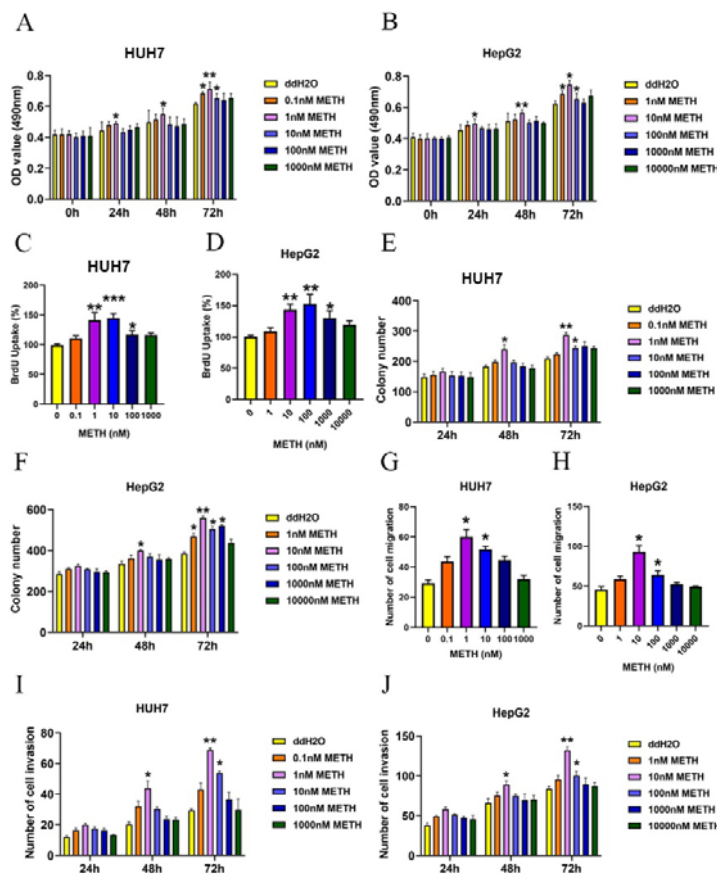 A
HUH7
OD value (490nm)
0.8
0.6
0.4
0.2
0.0
0h
24h
48h
72h
*
*
*
**
*
ddH2O
0.1nM METH
1nM METH
10nM METH
100nM METH
1000nM METH
B
HepG2
OD value (490nm)
0.8
0.6
0.4
0.2
0.0
0h
24h
48h
72h
*
**
*
*
*
ddH2O
1nM METH
10nM METH
100nM METH
1000nM METH
10000nM METH
C
HUH7
BrdU Uptake (%)
200
150
100
50
0
**
***
*
0
0.1
1
10
100
1000
METH (nM)
D
HepG2
BrdU Uptake (%)
200
150
100
50
0
**
**
*
0
1
10
100
1000
10000
METH (nM)
E
HUH7
Colony number
400
300
200
100
0
24h
48h
72h
*
**
*
ddH2O
0.1nM METH
1nM METH
10nM METH
100nM METH
1000nM METH
F
HepG2
Colony number
600
400
200
0
24h
48h
72h
*
*
**
*
*
ddH2O
1nM METH
10nM METH
100nM METH
1000nM METH
10000nM METH
G
HUH7
Number of cell migration
80
60
40
20
0
*
*
0
0.1
1
10
100
1000
METH (nM)
H
HepG2
Number of cell migration
150
100
50
0
*
*
0
1
10
100
1000
10000
METH (nM)
I
HUH7
Number of cell invasion
80
60
40
20
0
24h
48h
72h
*
**
*
ddH2O
0.1nM METH
1nM METH
10nM METH
100nM METH
1000nM METH
J
HepG2
Number of cell invasion
150
100
50
0
24h
48h
72h
*
**
*
ddH2O
1nM METH
10nM METH
100nM METH
1000nM METH
10000nM METH